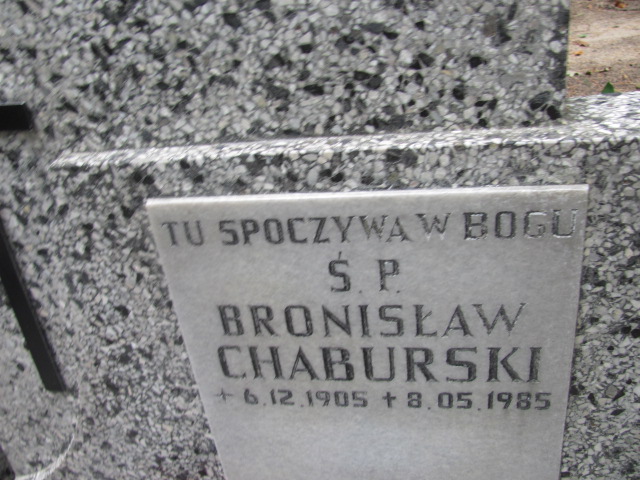 TU SPOCZYWA W BOGU
Ś.P.
BRONISŁAW
CHABURSKI
+ 6.12.1905 + 8.05.1985